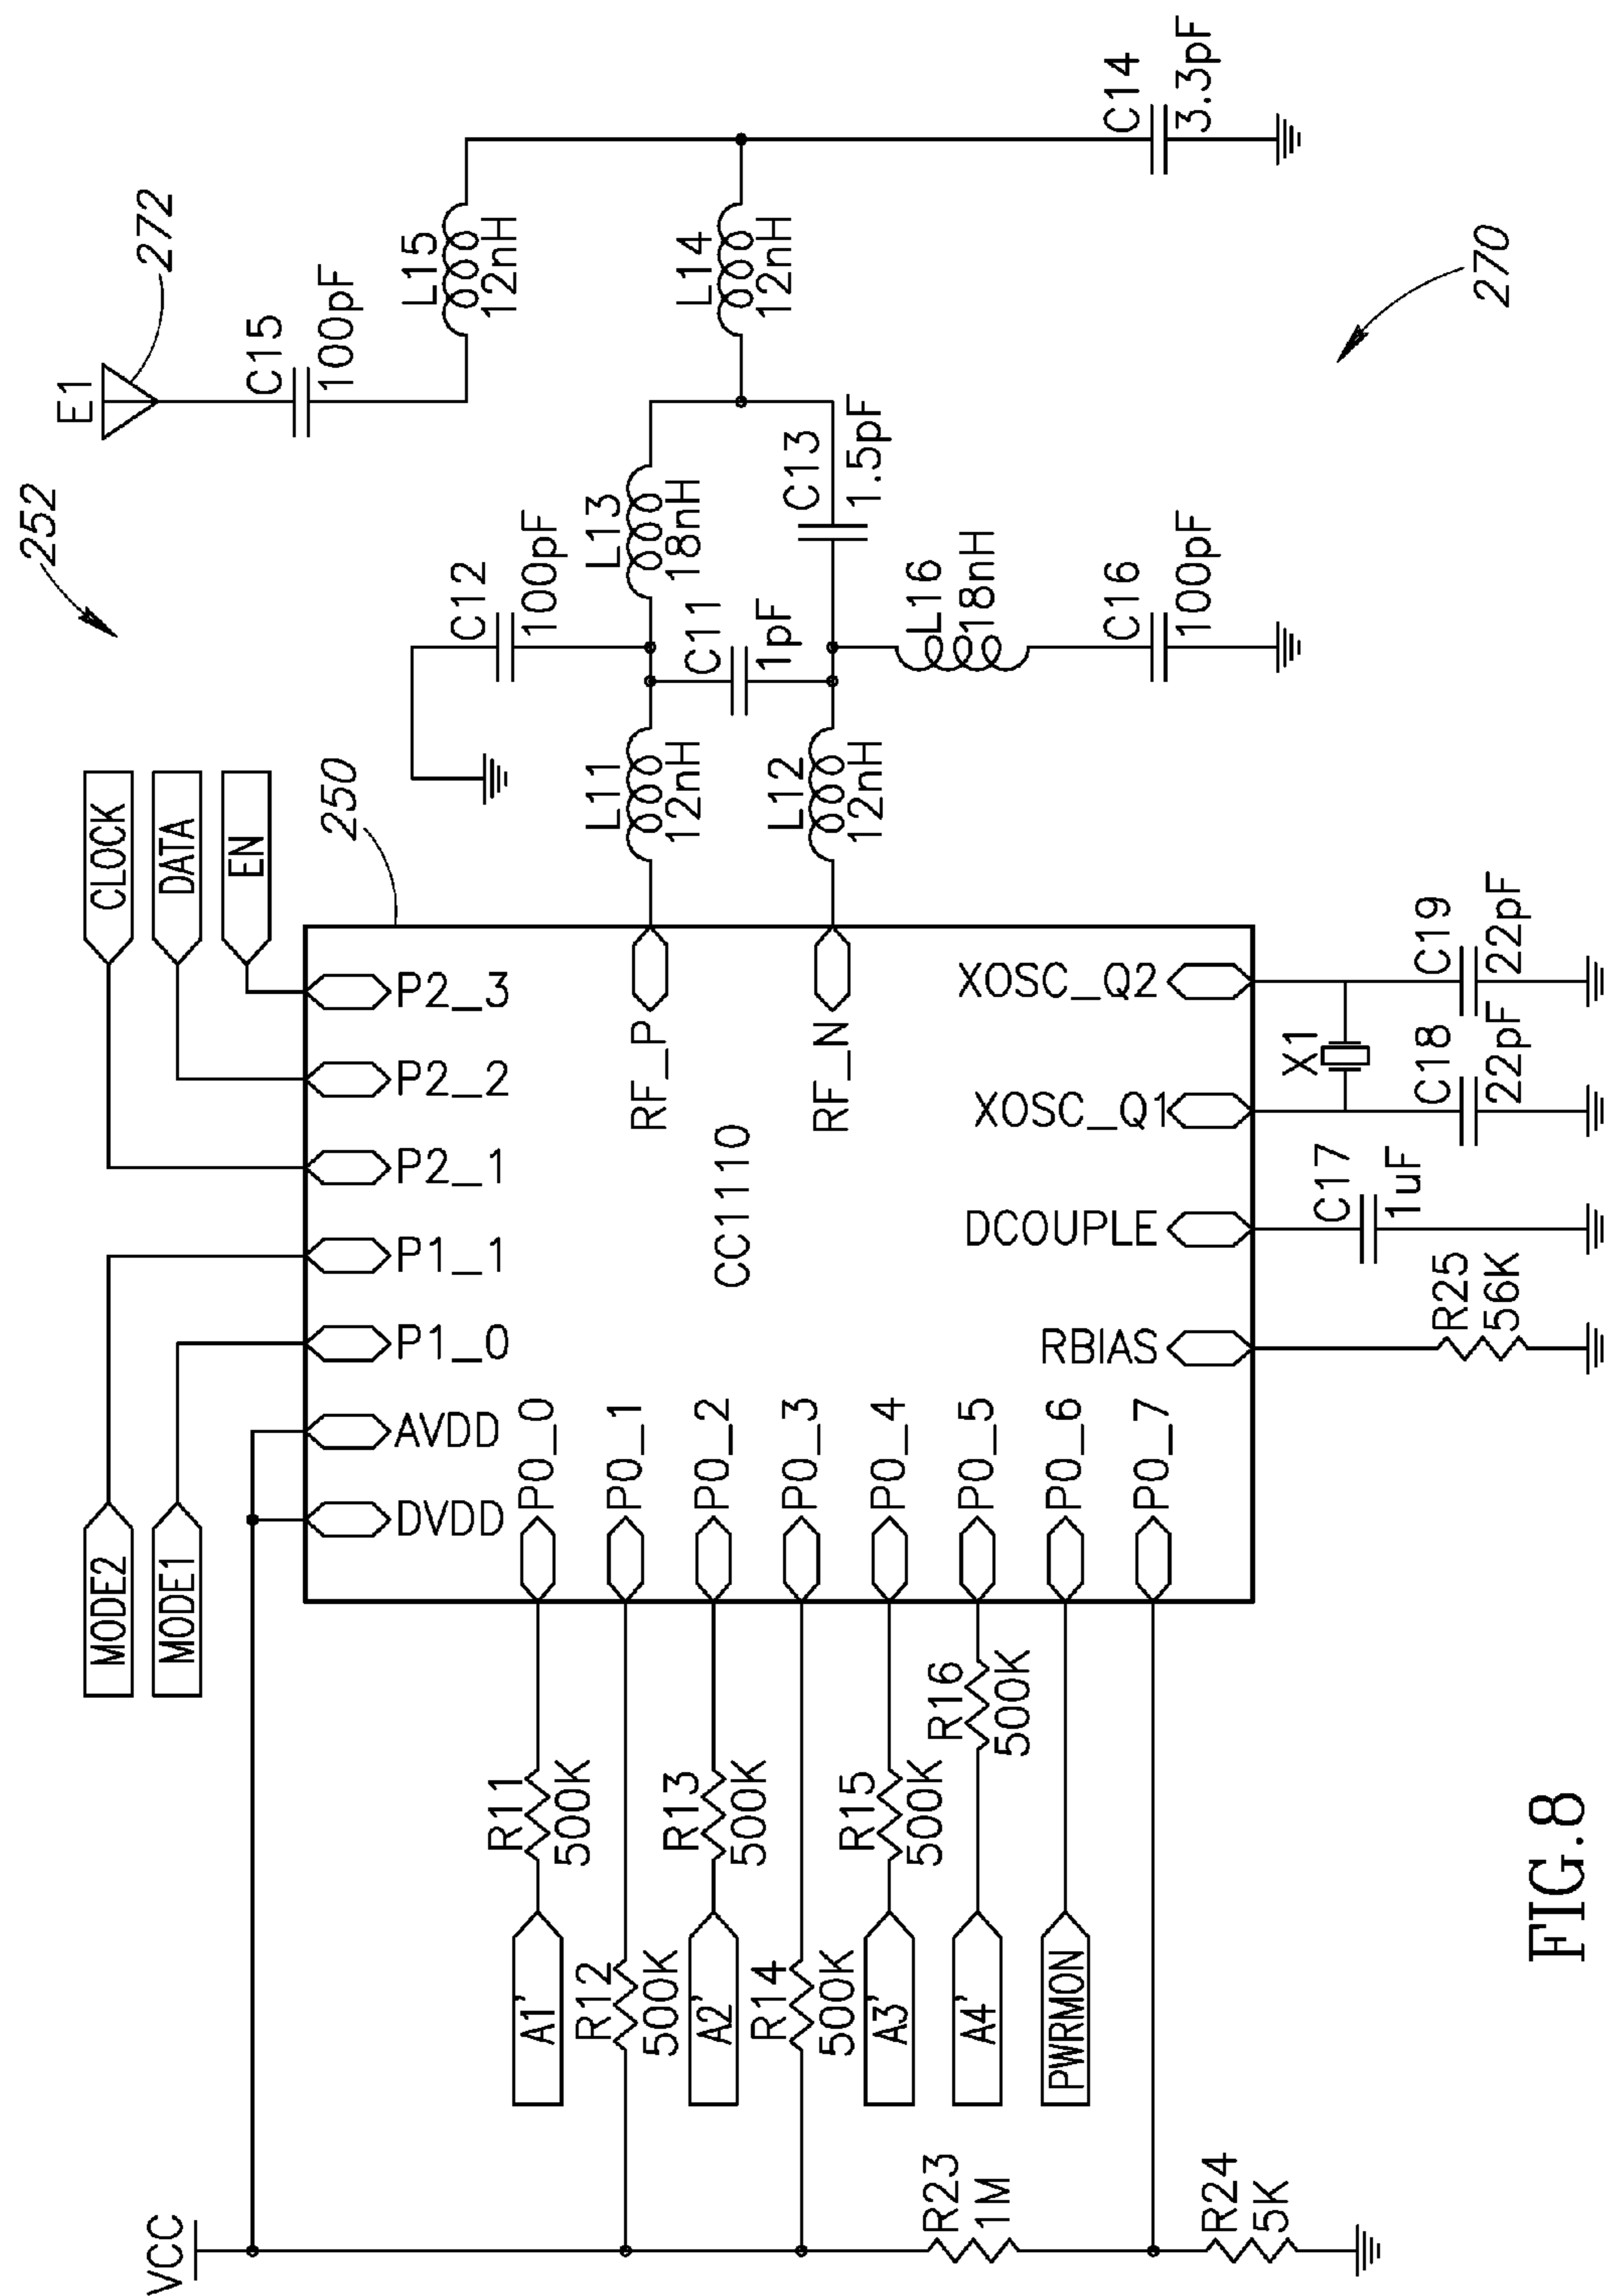 252
E1
272
C15
100pF
L15
12nH
C14
3.3pF
L14
12nH
C12
100pF
L13
18nH
C13
1.5pF
C11
1pF
L16
18nH
C16
100pF
L11
12nH
L12
12nH
270
CLOCK
DATA
EN
250
MODE2
MODE1
VCC
DVDD
AVDD
P1_0
P1_1
P2_1
P2_2
P2_3
RF_P
RF_N
CC1110
P0_0
P0_1
P0_2
P0_3
P0_4
P0_5
P0_6
P0_7
RBIAS
DCOUPLE
XOSC_Q1
XOSC_Q2
A1'
R11
500K
R12
500K
A2'
R13
500K
R14
500K
A3'
R15
500K
A4'
R16
500K
PWRMON
R23
1M
R24
5K
R25
56K
C17
1uF
X1
C18
22pF
C19
22pF
FIG.8